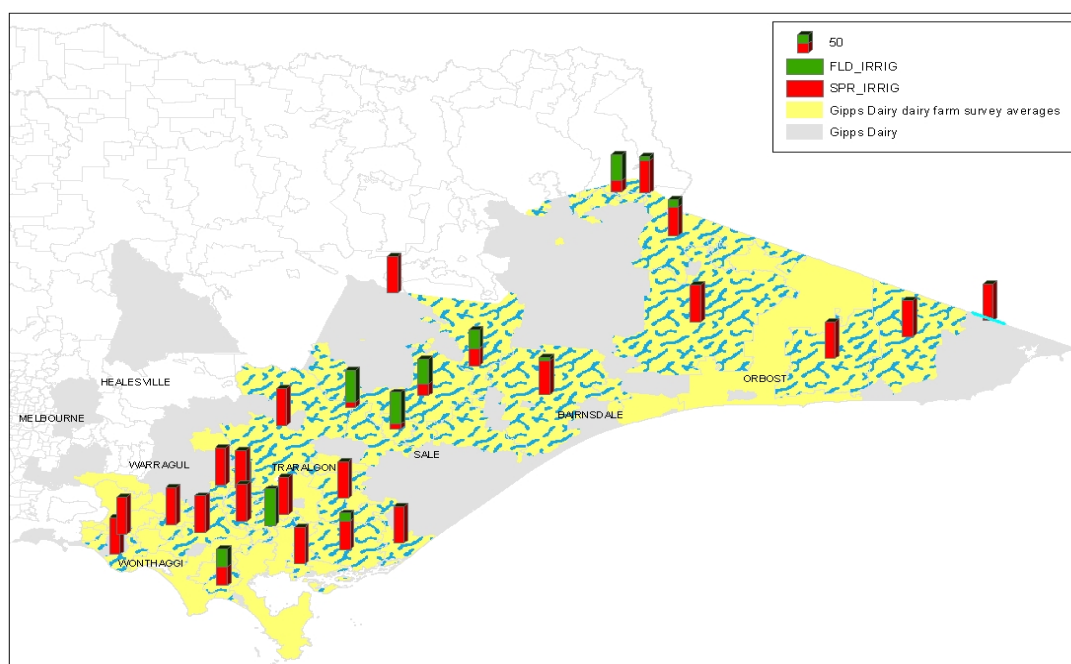 50
FLD_IRRIG
SPR_IRRIG
Gipps Dairy dairy farm survey averages
Gipps Dairy
HEALESVILLE
ORBOST
MELBOURNE
BAIRNSDALE
SALE
WARRAGUL
TRARALGON
WONTHAGGI